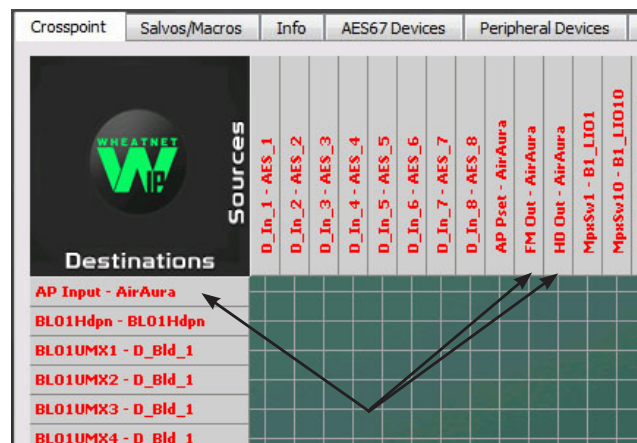 Crosspoint
Salvos/Macros
Info
AES67 Devices
Peripheral Devices
WHEATNET
IP
Sources
Destinations
D_In_1 - AES_1
D_In_2 - AES_2
D_In_3 - AES_3
D_In_4 - AES_4
D_In_5 - AES_5
D_In_6 - AES_6
D_In_7 - AES_7
D_In_8 - AES_8
AP Pset - AirAura
FM Out - AirAura
HD Out - AirAura
MpxSw1 - B1_LIO1
MpxSw10 - B1_LIO10
AP Input - AirAura
BL01Hdpn - BL01Hdpn
BL01UMX1 - D_Bld_1
BL01UMX2 - D_Bld_1
BL01UMX3 - D_Bld_1
BL01UMX4 - D_Bld_1